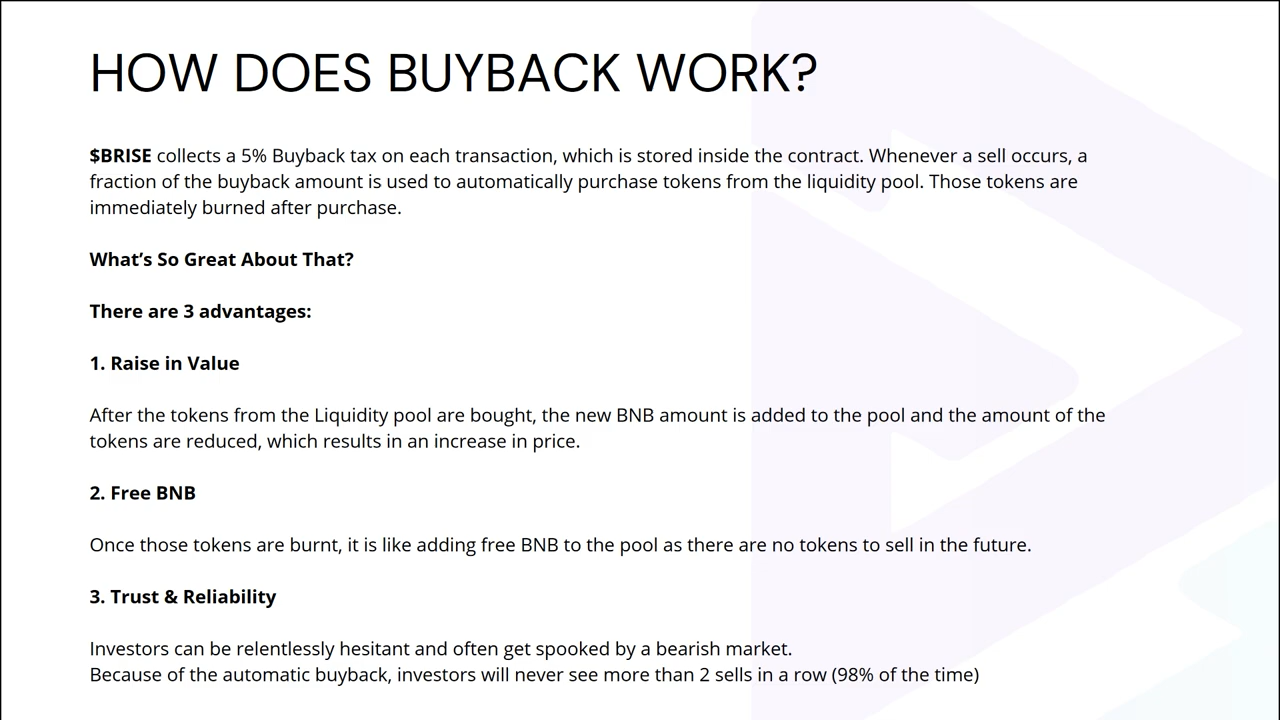 HOW DOES BUYBACK WORK?
$BRISE collects a 5% Buyback tax on each transaction, which is stored inside the contract. Whenever a sell occurs, a
fraction of the buyback amount is used to automatically purchase tokens from the liquidity pool. Those tokens are
immediately burned after purchase.
What’s So Great About That?
There are 3 advantages:
1. Raise in Value
After the tokens from the Liquidity pool are bought, the new BNB amount is added to the pool and the amount of the
tokens are reduced, which results in an increase in price.
2. Free BNB
Once those tokens are burnt, it is like adding free BNB to the pool as there are no tokens to sell in the future.
3. Trust & Reliability
Investors can be relentlessly hesitant and often get spooked by a bearish market.
Because of the automatic buyback, investors will never see more than 2 sells in a row (98% of the time)